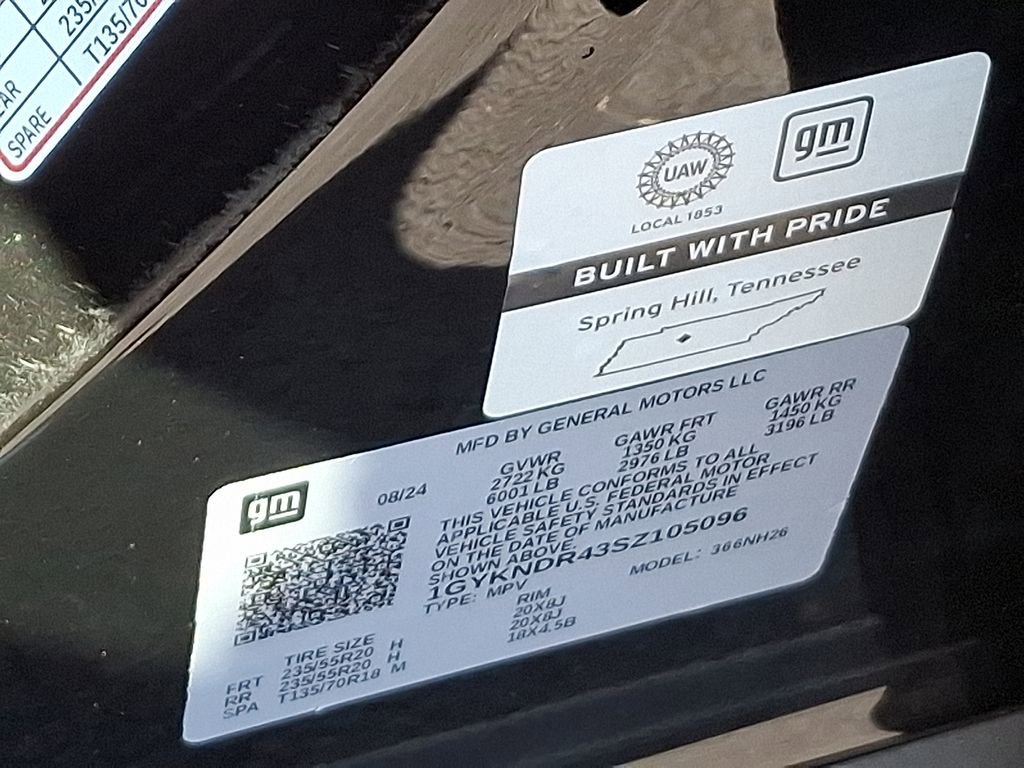 235/
T135/70
EAR
SPARE
UAW
LOCAL 1853
gm
BUILT WITH PRIDE
Spring Hill, Tennessee
MFD BY GENERAL MOTORS LLC
gm
08/24
GVWR
2722 KG
6001 LB
GAWR FRT
1350 KG
2976 LB
GAWR RR
1450 KG
3196 LB
THIS VEHICLE CONFORMS TO ALL
APPLICABLE U.S. FEDERAL MOTOR
VEHICLE SAFETY STANDARDS IN EFFECT
ON THE DATE OF MANUFACTURE
SHOWN ABOVE.
1GYKNDR43SZ105096
TYPE: MPV
MODEL: 366NH26
TIRE SIZE RIM
FRT 235/55R20 H 20X8J
RR 235/55R20 H 20X8J
SPA T135/70R18 M 18X4.5B